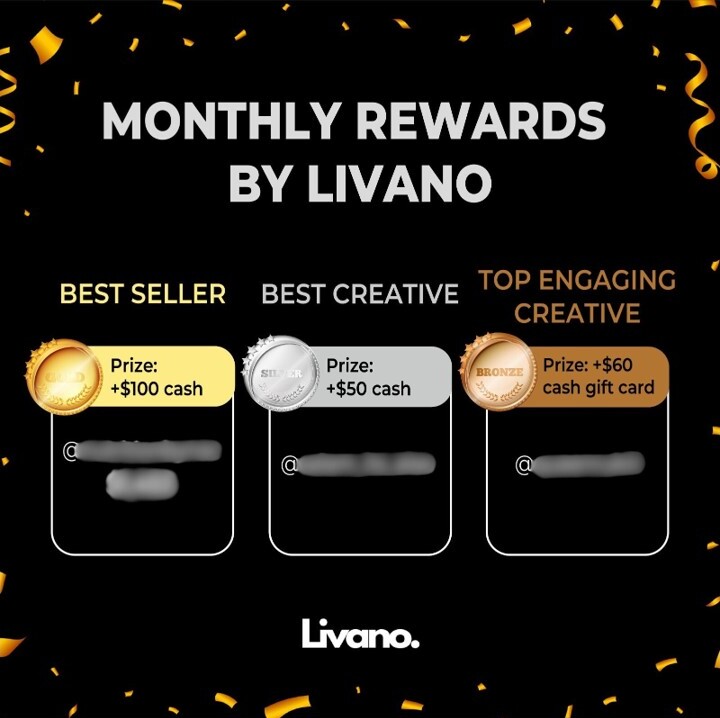 MONTHLY REWARDS
BY LIVANO
BEST SELLER
BEST CREATIVE
TOP ENGAGING
CREATIVE
GOLD
Prize:
+$100 cash
SILVER
Prize:
+$50 cash
BRONZE
Prize: +$60
cash gift card
@
@
@
Livano.